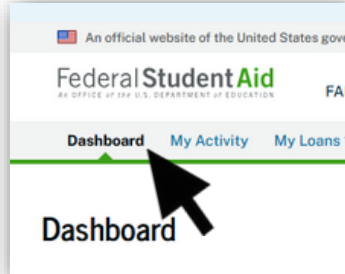 An official website of the United States gove
Federal Student Aid
An OFFICE of the U.S. DEPARTMENT of EDUCATION
FA
Dashboard My Activity My Loans
Dashboard